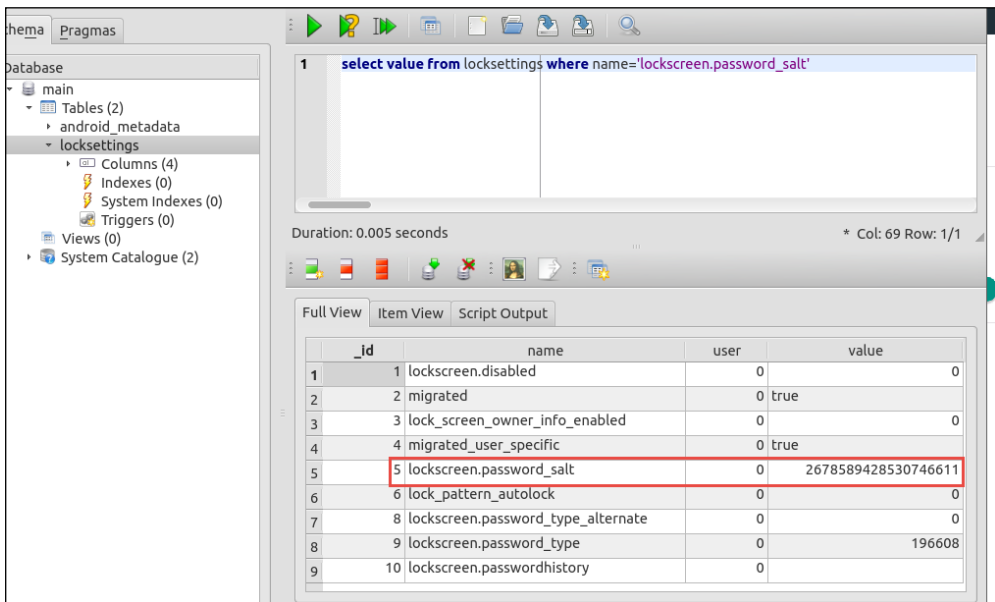 hema Pragmas
Database
main
Tables (2)
android_metadata
locksettings
Columns (4)
Indexes (0)
System Indexes (0)
Triggers (0)
Views (0)
System Catalogue (2)
1 select value from locksettings where name='lockscreen.password_salt'
Duration: 0.005 seconds * Col: 69 Row: 1/1
Full View Item View Script Output
_id name user value
1 1 lockscreen.disabled 0 0
2 2 migrated 0 true
3 3 lock_screen_owner_info_enabled 0 0
4 4 migrated_user_specific 0 true
5 5 lockscreen.password_salt 0 2678589428530746611
6 6 lock_pattern_autolock 0 0
7 8 lockscreen.password_type_alternate 0 0
8 9 lockscreen.password_type 0 196608
9 10 lockscreen.passwordhistory 0